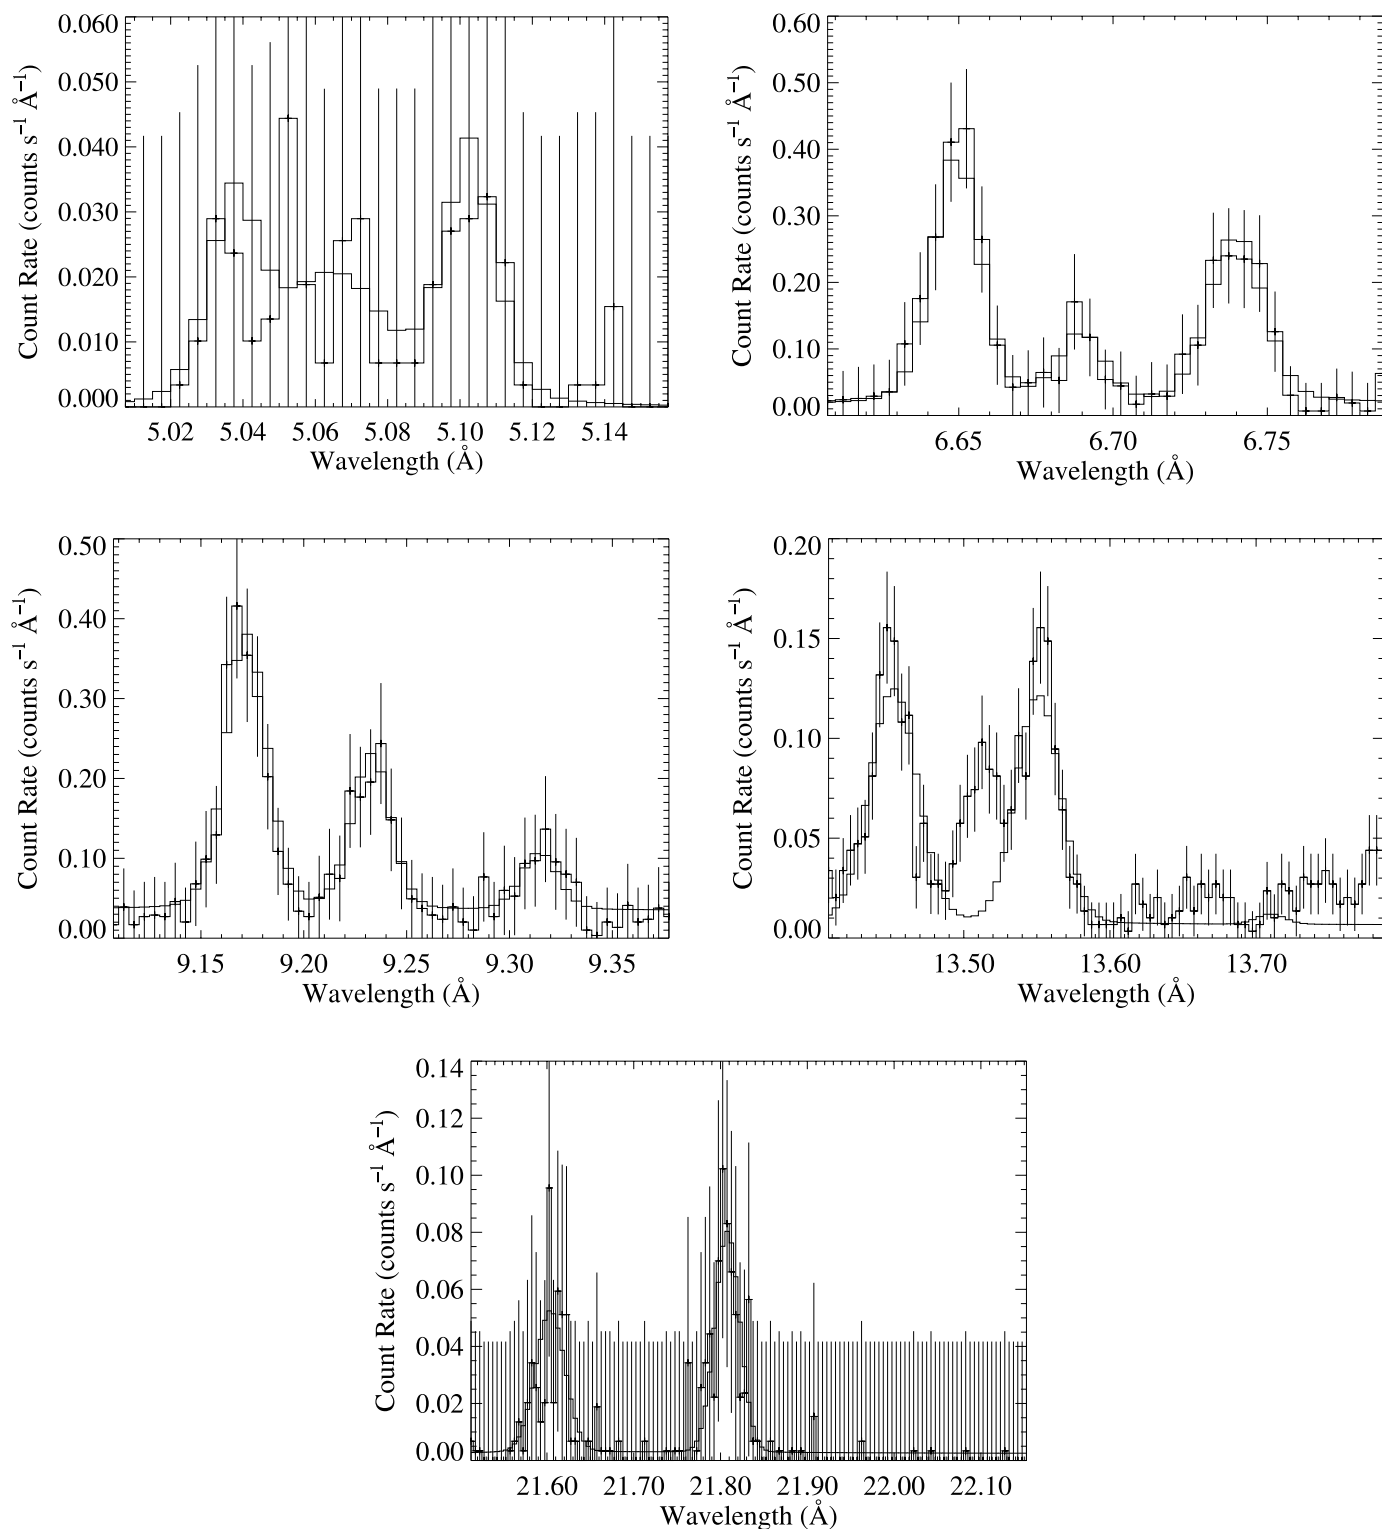 0.060
0.050
0.040
0.030
0.020
0.010
0.000
Count Rate (counts s⁻¹ Å⁻¹)
5.02 5.04 5.06 5.08 5.10 5.12 5.14
Wavelength (Å)
0.60
0.50
0.40
0.30
0.20
0.10
0.00
Count Rate (counts s⁻¹ Å⁻¹)
6.65 6.70 6.75
Wavelength (Å)
0.50
0.40
0.30
0.20
0.10
0.00
Count Rate (counts s⁻¹ Å⁻¹)
9.15 9.20 9.25 9.30 9.35
Wavelength (Å)
0.20
0.15
0.10
0.05
0.00
Count Rate (counts s⁻¹ Å⁻¹)
13.50 13.60 13.70
Wavelength (Å)
0.14
0.12
0.10
0.08
0.06
0.04
0.02
0.00
Count Rate (counts s⁻¹ Å⁻¹)
21.60 21.70 21.80 21.90 22.00 22.10
Wavelength (Å)